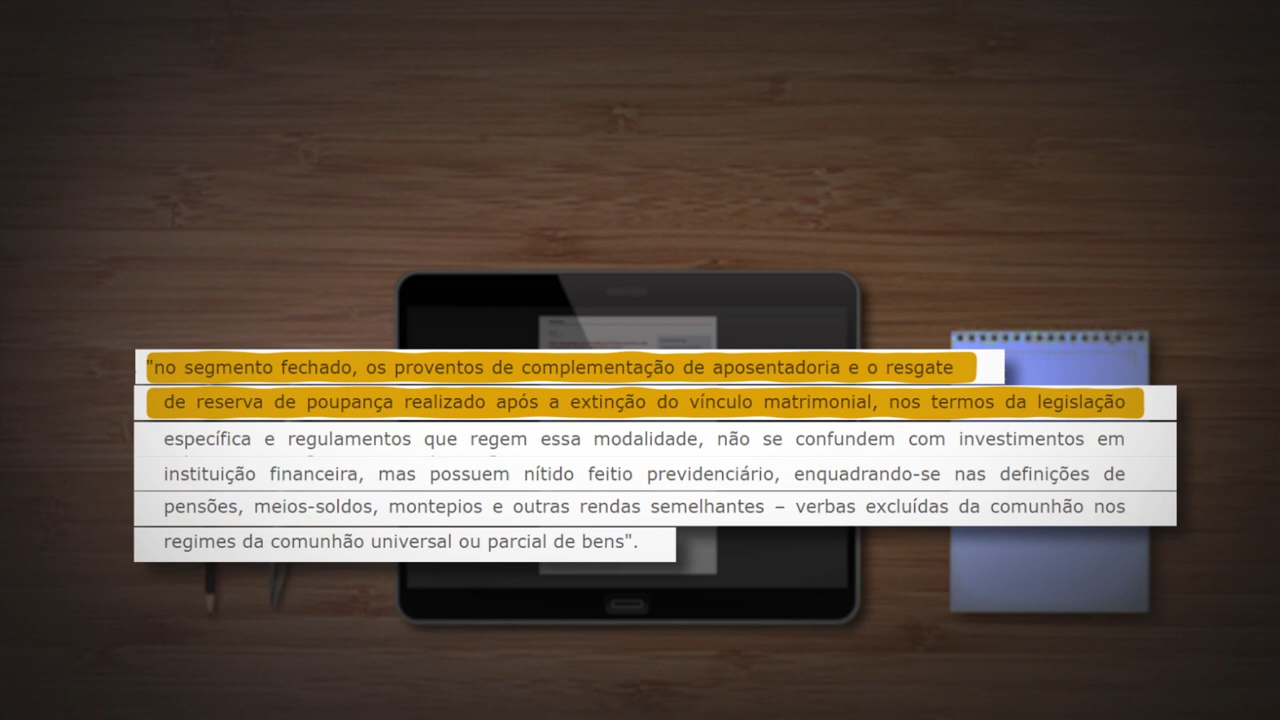 "no segmento fechado, os proventos de complementação de aposentadoria e o resgate
de reserva de poupança realizado após a extinção do vínculo matrimonial, nos termos da legislação
específica e regulamentos que regem essa modalidade, não se confundem com investimentos em
instituição financeira, mas possuem nítido feitio previdenciário, enquadrando-se nas definições de
pensões, meios-soldos, montepios e outras rendas semelhantes – verbas excluídas da comunhão nos
regimes da comunhão universal ou parcial de bens".